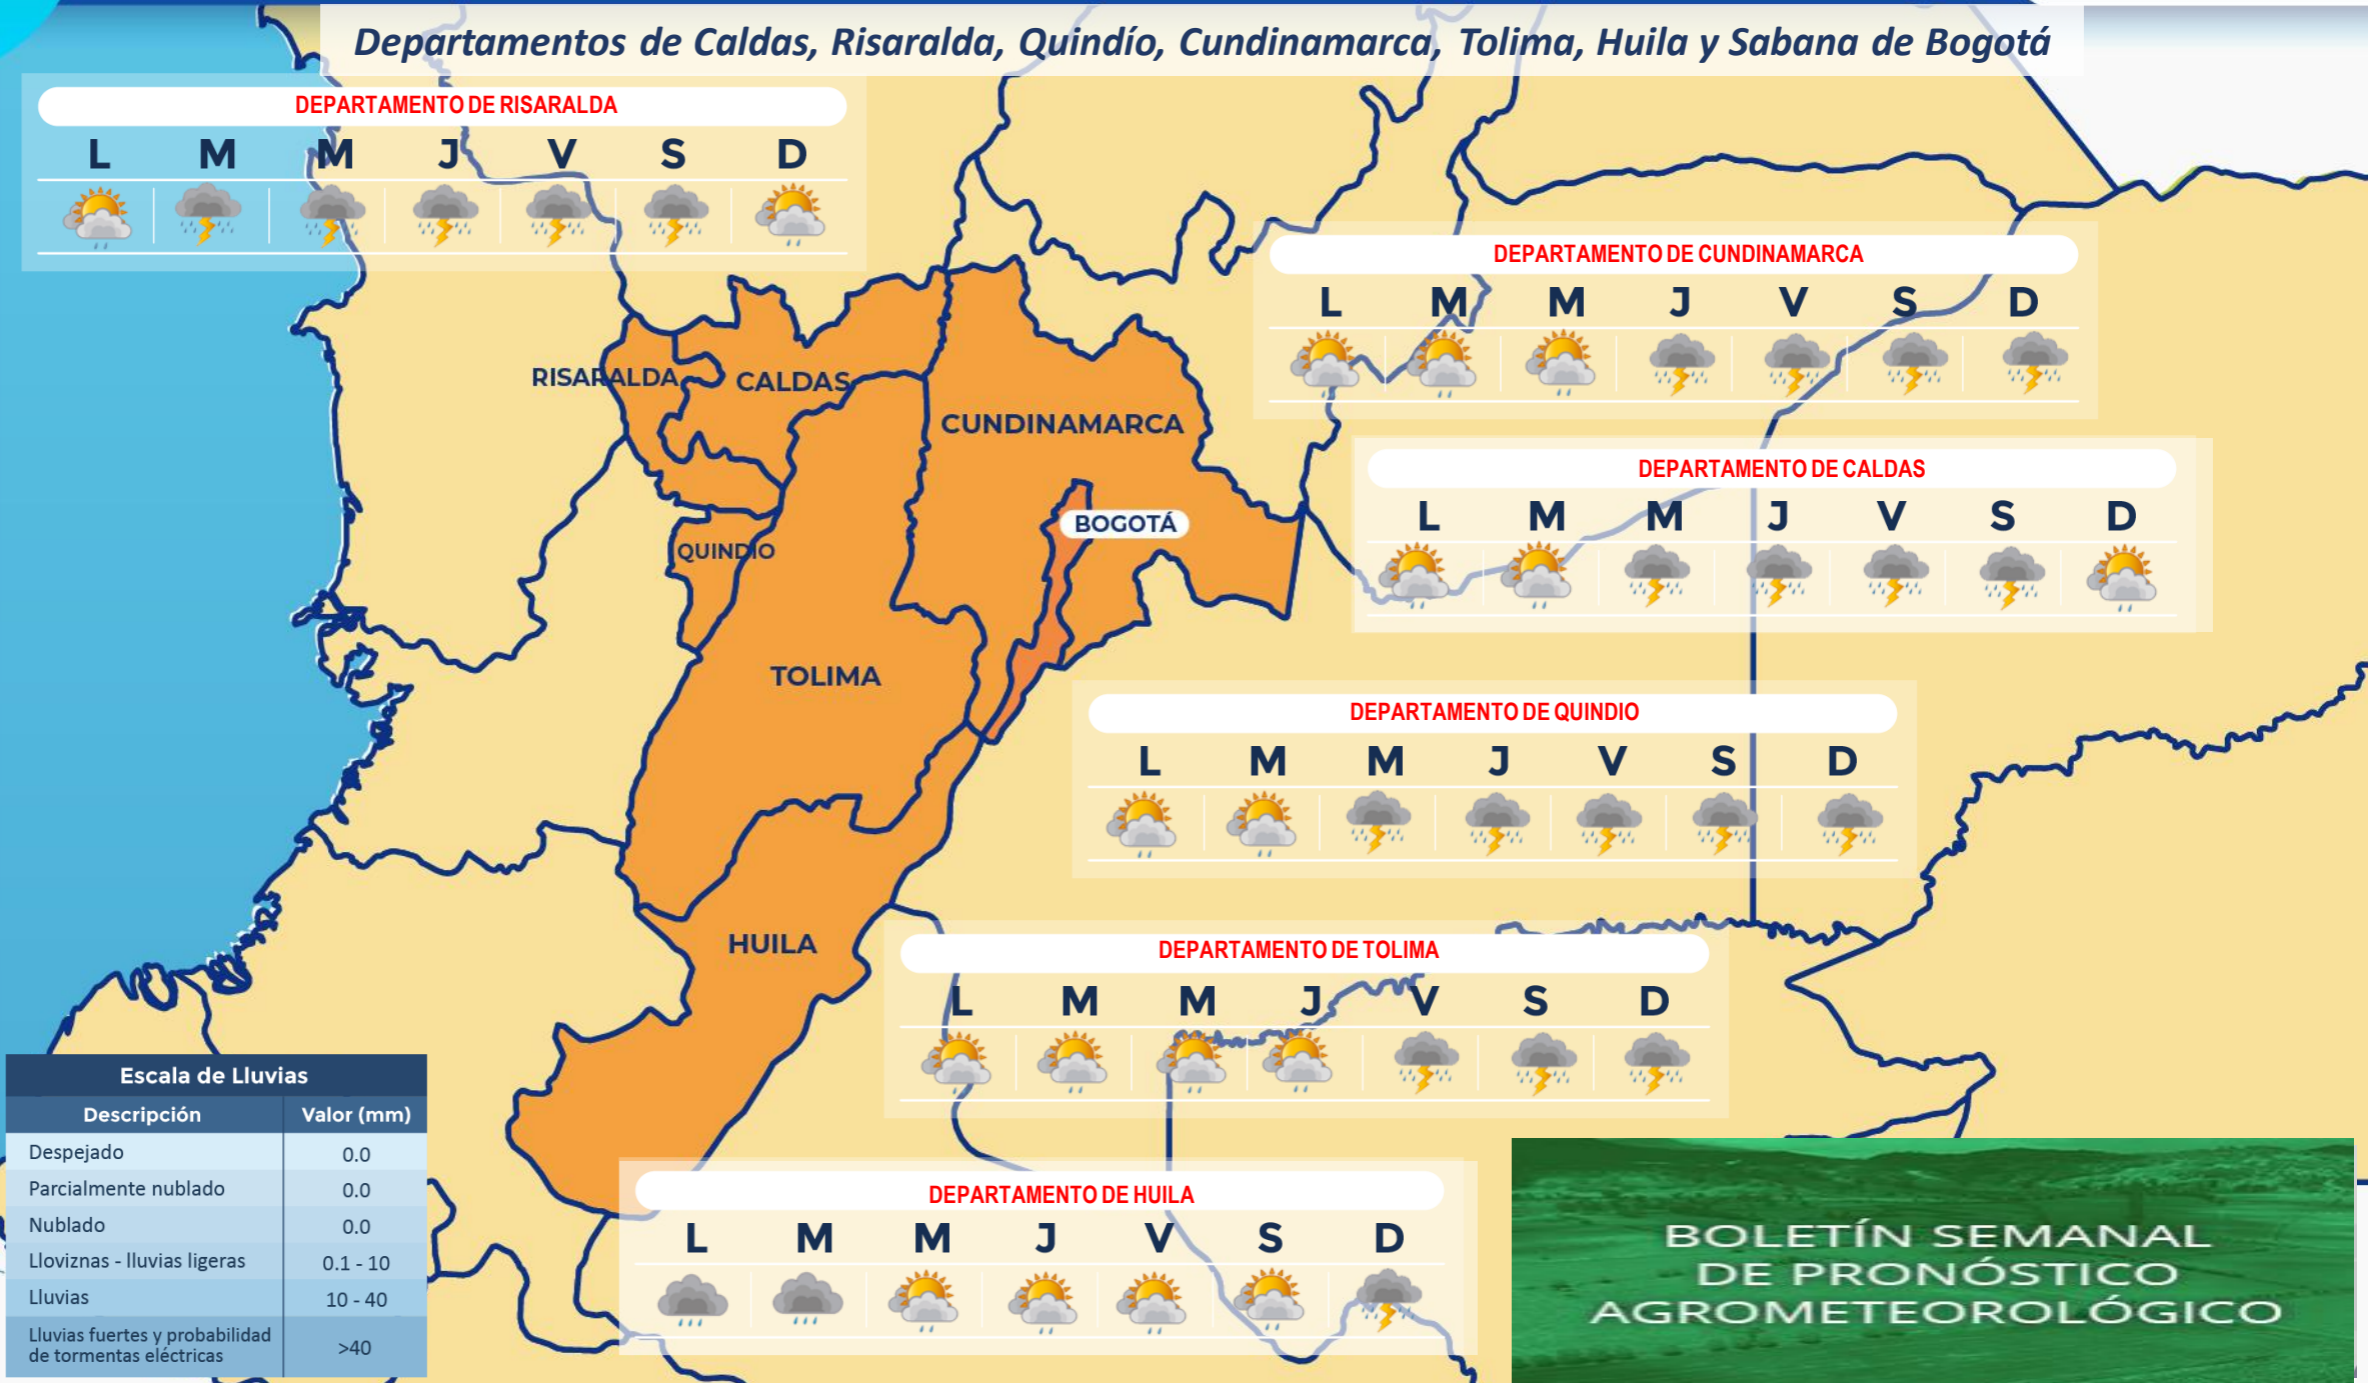 Departamentos de Caldas, Risaralda, Quindío, Cundinamarca, Tolima, Huila y Sabana de Bogotá
DEPARTAMENTO DE RISARALDA
L M M J V S D
DEPARTAMENTO DE CUNDINAMARCA
L M M J V S D
RISARALDA
CALDAS
CUNDINAMARCA
BOGOTÁ
QUINDIO
TOLIMA
HUILA
DEPARTAMENTO DE CALDAS
L M M J V S D
DEPARTAMENTO DE QUINDIO
L M M J V S D
DEPARTAMENTO DE TOLIMA
L M M J V S D
DEPARTAMENTO DE HUILA
L M M J V S D
Escala de Lluvias
Descripción Valor (mm)
Despejado 0.0
Parcialmente nublado 0.0
Nublado 0.0
Lloviznas - lluvias ligeras 0.1 - 10
Lluvias 10 - 40
Lluvias fuertes y probabilidad
de tormentas eléctricas >40
BOLETÍN SEMANAL
DE PRONÓSTICO
AGROMETEOROLÓGICO